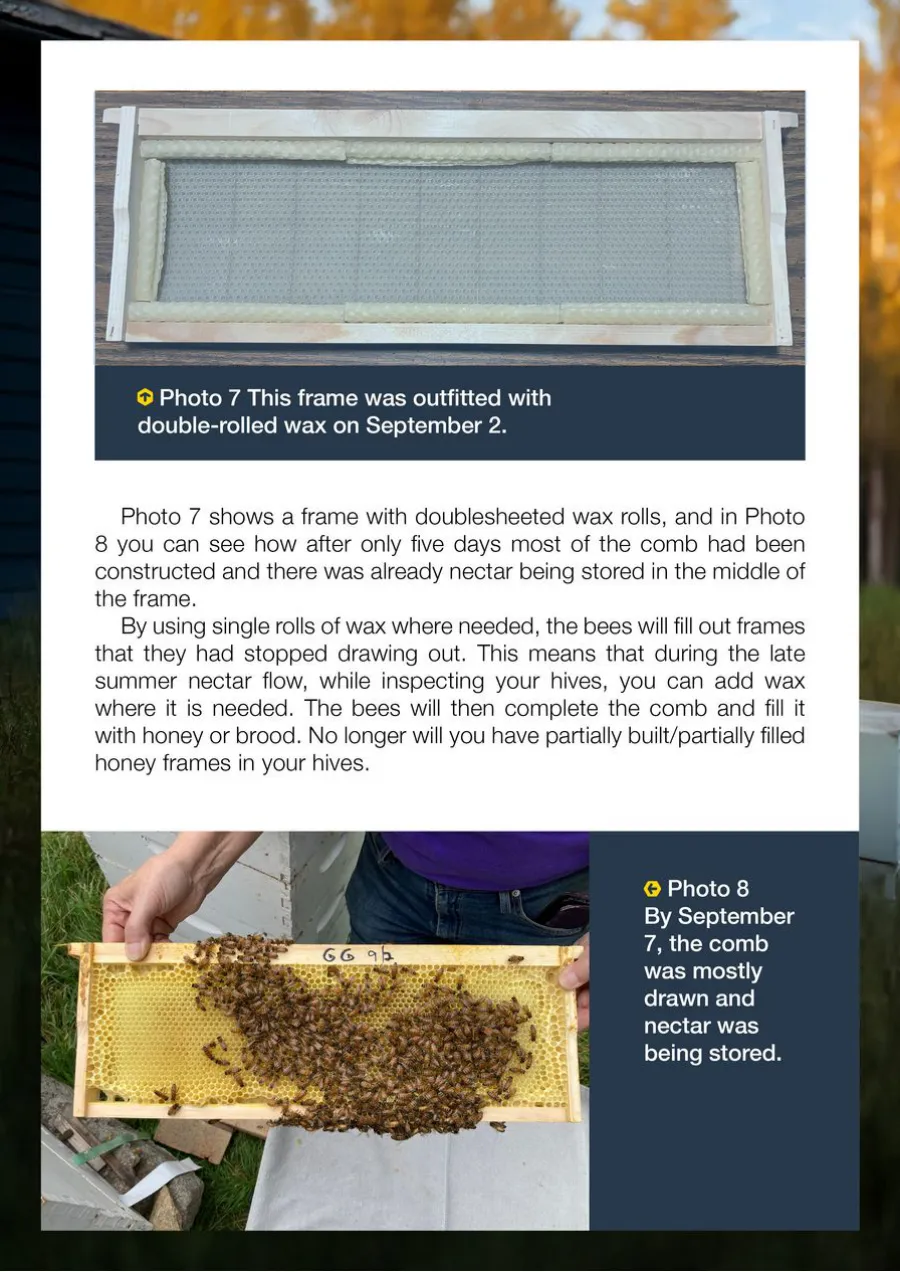 Photo 7 This frame was outfitted with
double-rolled wax on September 2.
Photo 7 shows a frame with doublesheeted wax rolls, and in Photo
8 you can see how after only five days most of the comb had been
constructed and there was already nectar being stored in the middle of
the frame.
By using single rolls of wax where needed, the bees will fill out frames
that they had stopped drawing out. This means that during the late
summer nectar flow, while inspecting your hives, you can add wax
where it is needed. The bees will then complete the comb and fill it
with honey or brood. No longer will you have partially built/partially filled
honey frames in your hives.
GG 9/2
Photo 8
By September
7, the comb
was mostly
drawn and
nectar was
being stored.